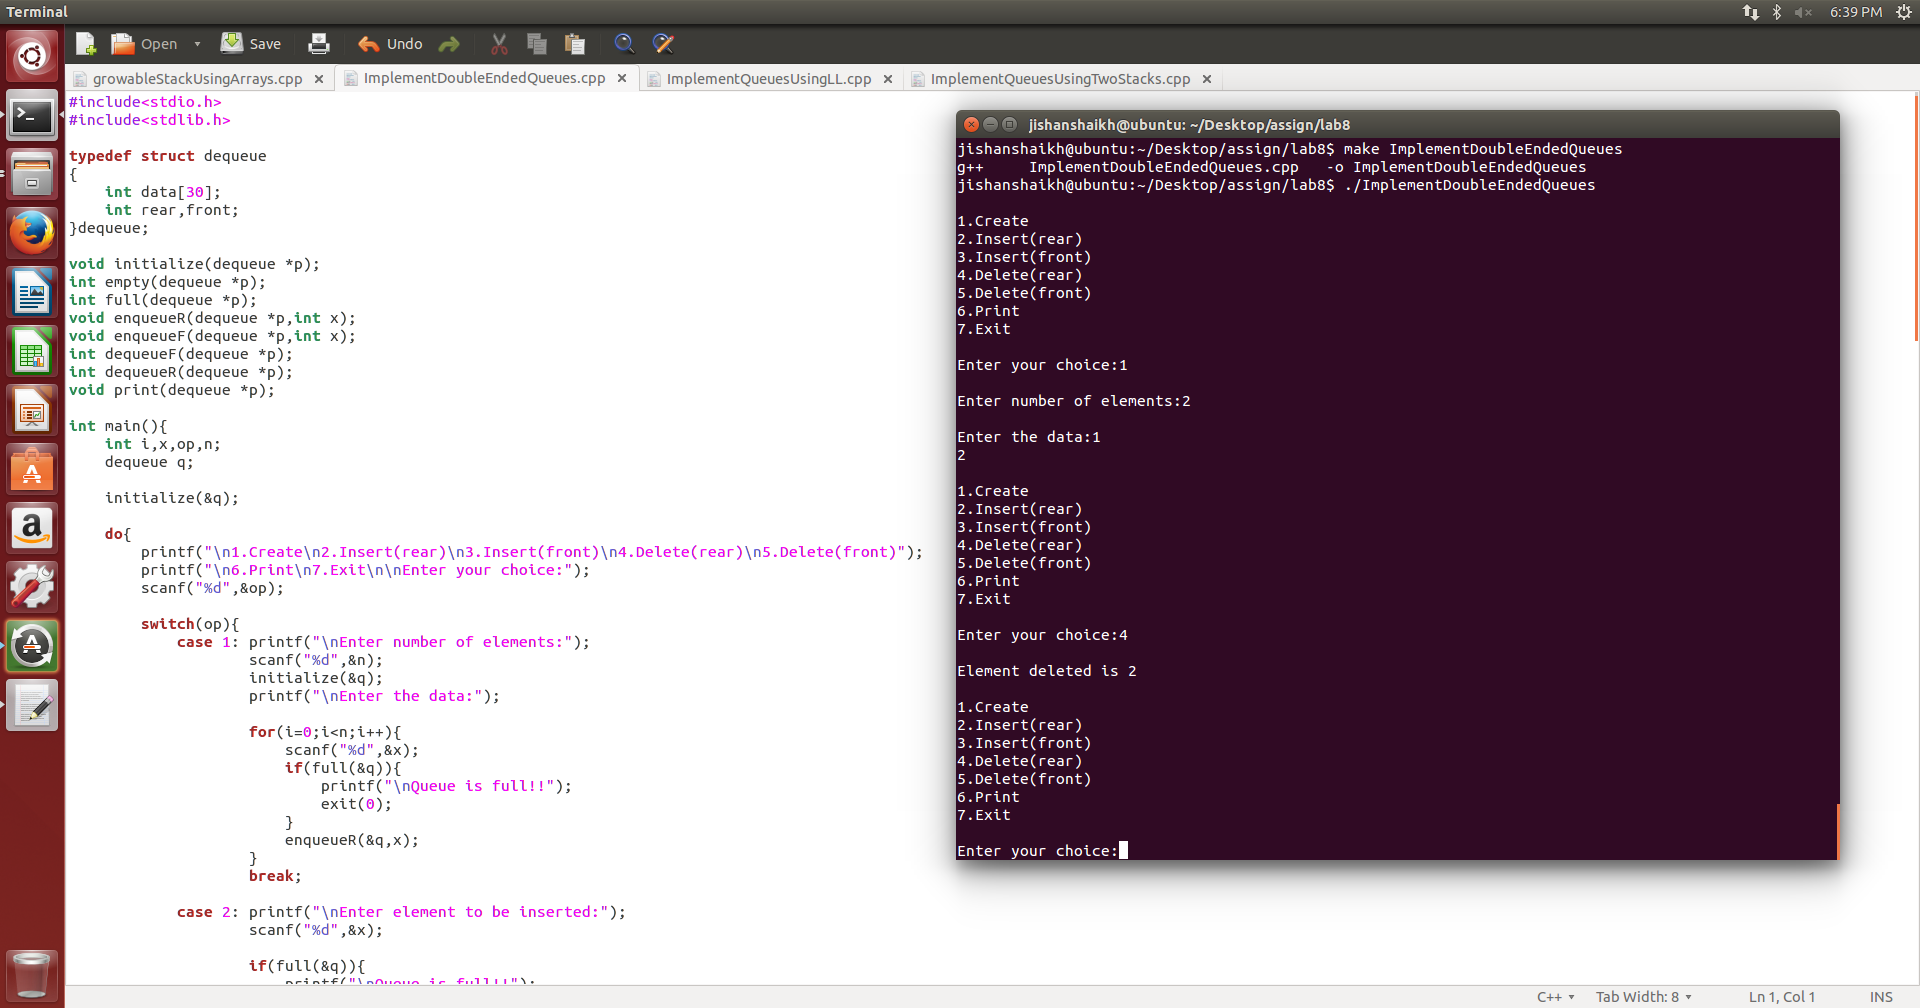 Terminal
6:39 PM
Open
Save
Undo
growableStackUsingArrays.cpp
ImplementDoubleEndedQueues.cpp
ImplementQueuesUsingLL.cpp
ImplementQueuesUsingTwoStacks.cpp
#include<stdio.h>
#include<stdlib.h>
typedef struct dequeue
{
int data[30];
int rear,front;
}dequeue;
void initialize(dequeue *p);
int empty(dequeue *p);
int full(dequeue *p);
void enqueueR(dequeue *p,int x);
void enqueueF(dequeue *p,int x);
int dequeueF(dequeue *p);
int dequeueR(dequeue *p);
void print(dequeue *p);
int main(){
int i,x,op,n;
dequeue q;
initialize(&q);
do{
printf("\n1.Create\n2.Insert(rear)\n3.Insert(front)\n4.Delete(rear)\n5.Delete(front)");
printf("\n6.Print\n7.Exit\n\nEnter your choice:");
scanf("%d",&op);
switch(op){
case 1: printf("\nEnter number of elements:");
scanf("%d",&n);
initialize(&q);
printf("\nEnter the data:");
for(i=0;i<n;i++){
scanf("%d",&x);
if(full(&q)){
printf("\nQueue is full!!");
exit(0);
}
enqueueR(&q,x);
}
break;
case 2: printf("\nEnter element to be inserted:");
scanf("%d",&x);
if(full(&q)){
printf("\nQueue is full!!");
jishanshaikh@ubuntu: ~/Desktop/assign/lab8
jishanshaikh@ubuntu:~/Desktop/assign/lab8$ make ImplementDoubleEndedQueues
g++     ImplementDoubleEndedQueues.cpp   -o ImplementDoubleEndedQueues
jishanshaikh@ubuntu:~/Desktop/assign/lab8$ ./ImplementDoubleEndedQueues
1.Create
2.Insert(rear)
3.Insert(front)
4.Delete(rear)
5.Delete(front)
6.Print
7.Exit
Enter your choice:1
Enter number of elements:2
Enter the data:1
2
1.Create
2.Insert(rear)
3.Insert(front)
4.Delete(rear)
5.Delete(front)
6.Print
7.Exit
Enter your choice:4
Element deleted is 2
1.Create
2.Insert(rear)
3.Insert(front)
4.Delete(rear)
5.Delete(front)
6.Print
7.Exit
Enter your choice:
C++
Tab Width: 8
Ln 1, Col 1
INS